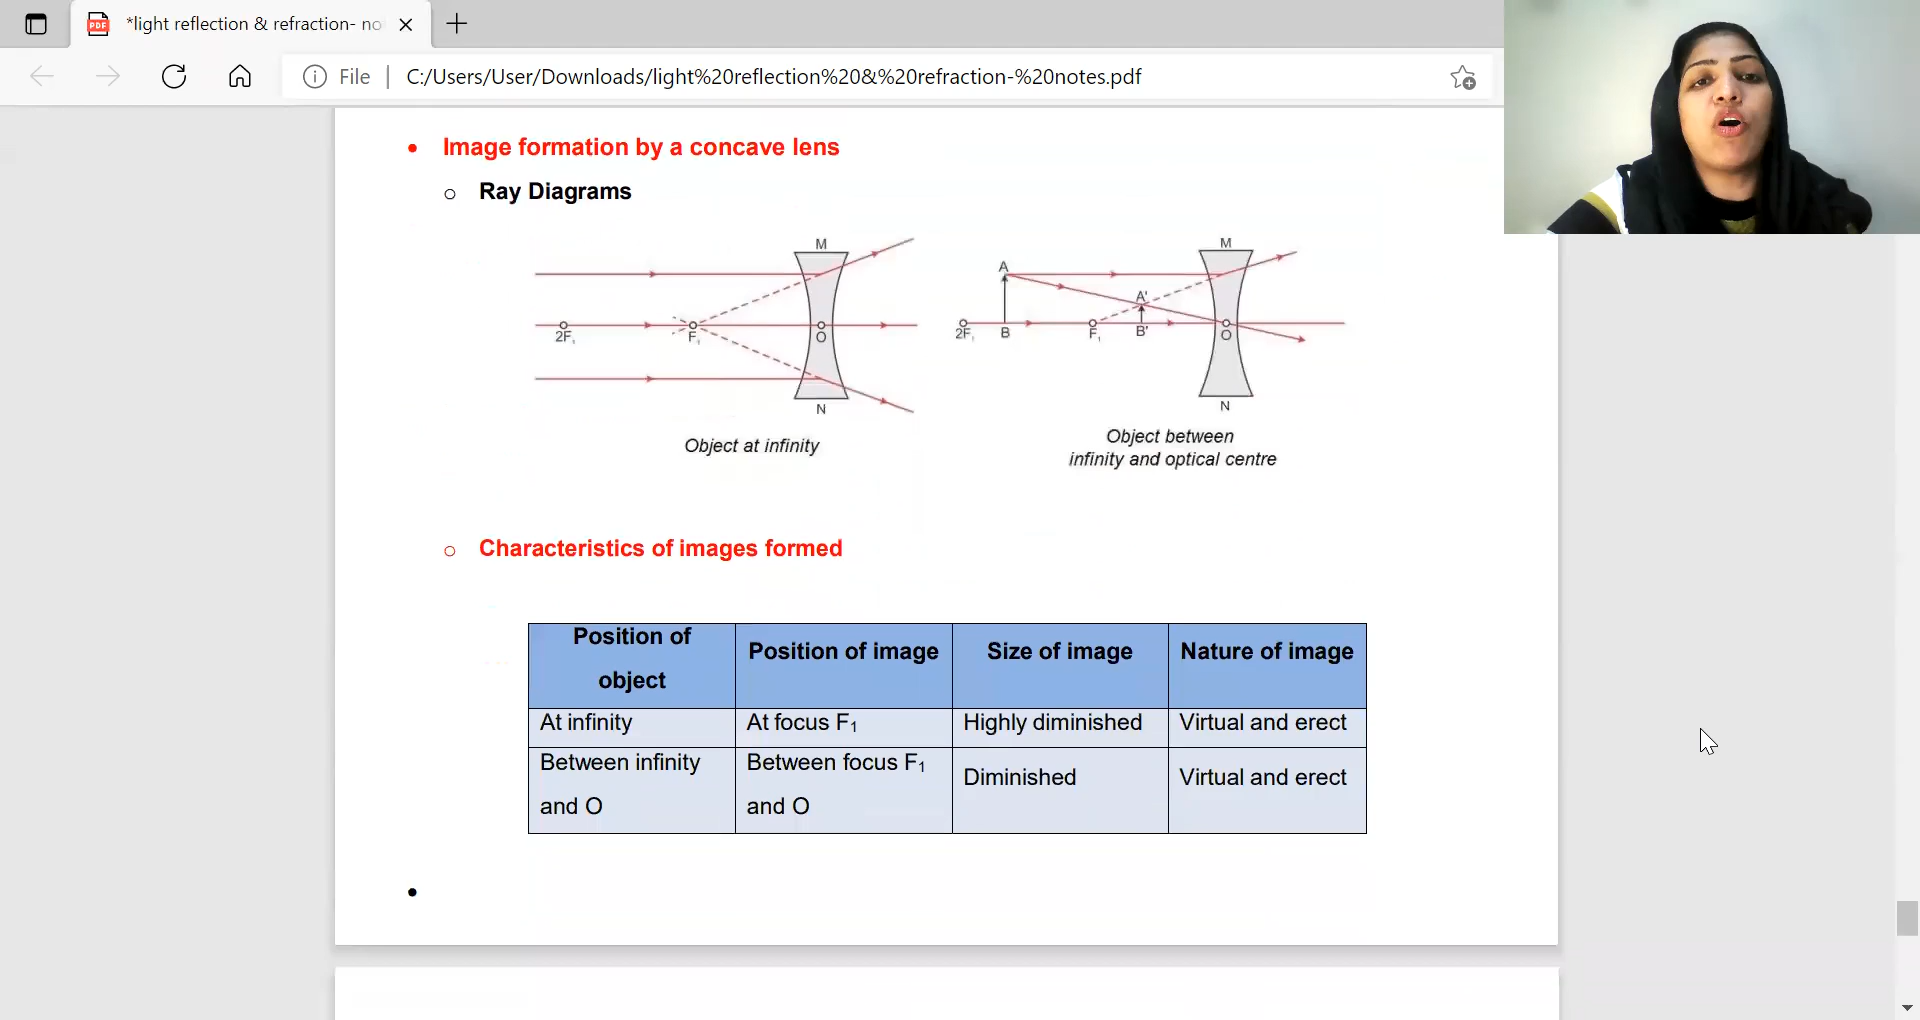 *light reflection & refraction- no
File
C:/Users/User/Downloads/light%20reflection%20&%20refraction-%20notes.pdf
• Image formation by a concave lens
o Ray Diagrams
M
2F₁
F₁
O
N
Object at infinity
M
A
A'
2F₁
B
F₁
B'
O
N
Object between
infinity and optical centre
o Characteristics of images formed
Position of
object
Position of image
Size of image
Nature of image
At infinity
At focus F₁
Highly diminished
Virtual and erect
Between infinity
and O
Between focus F₁
and O
Diminished
Virtual and erect